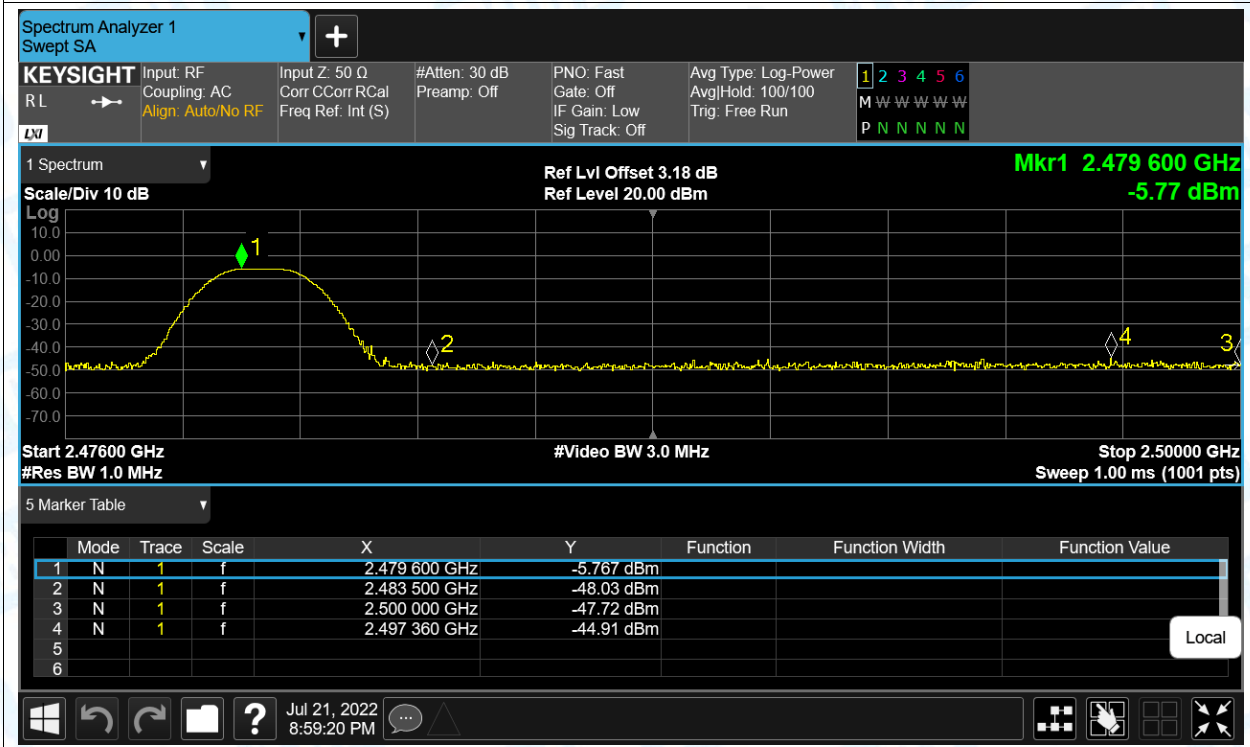 Spectrum Analyzer 1
Swept SA
+
KEYSIGHT
R L
LXI
Input: RF
Coupling: AC
Align: Auto/No RF
Input Z: 50 Ω
Corr CCorr RCal
Freq Ref: Int (S)
#Atten: 30 dB
Preamp: Off
PNO: Fast
Gate: Off
IF Gain: Low
Sig Track: Off
Avg Type: Log-Power
Avg|Hold: 100/100
Trig: Free Run
1 2 3 4 5 6
M W W W W W
P N N N N N
1 Spectrum
Scale/Div 10 dB
Ref Lvl Offset 3.18 dB
Ref Level 20.00 dBm
Mkr1 2.479 600 GHz
-5.77 dBm
Log
10.0
0.00
-10.0
-20.0
-30.0
-40.0
-50.0
-60.0
-70.0
1
2
4
3
Start 2.47600 GHz
#Video BW 3.0 MHz
Stop 2.50000 GHz
#Res BW 1.0 MHz
Sweep 1.00 ms (1001 pts)
5 Marker Table
Mode Trace Scale X Y Function Function Width Function Value
1 N 1 f 2.479 600 GHz -5.767 dBm
2 N 1 f 2.483 500 GHz -48.03 dBm
3 N 1 f 2.500 000 GHz -47.72 dBm
4 N 1 f 2.497 360 GHz -44.91 dBm
5
6
Local
?
Jul 21, 2022
8:59:20 PM